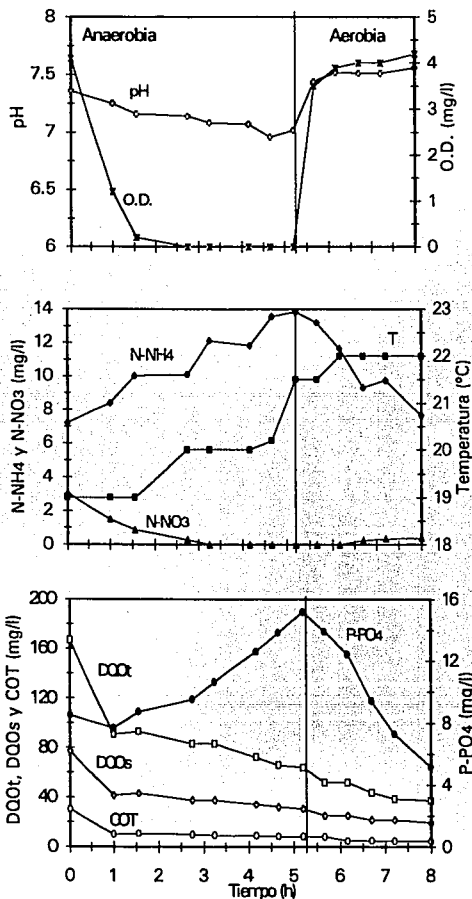 Anaerobia Aerobia
pH
O.D.
pH
O.D. (mg/l)
8
7.5
7
6.5
6
5
4
3
2
1
0
N-NH4
T
N-NO3
N-NH4 y N-NO3 (mg/l)
Temperatura (°C)
14
12
10
8
6
4
2
0
23
22
21
20
19
18
DQOt
P-PO4
DQOs
COT
DQOt, DQOs y COT (mg/l)
P-PO4 (mg/l)
200
160
120
80
40
0
16
12
8
4
0
0 1 2 3 4 5 6 7 8
Tiempo (h)